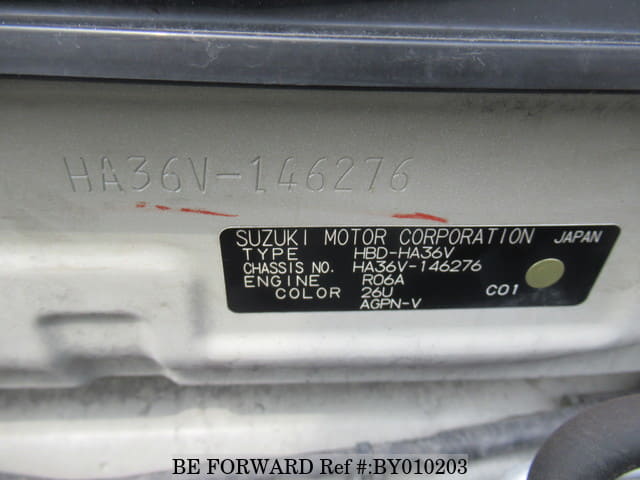 HA36V-146276
SUZUKI MOTOR CORPORATION JAPAN
TYPE HBD-HA36V
CHASSIS NO. HA36V-146276
ENGINE R06A
COLOR 26U C01
AGPN-V
BE FORWARD Ref #:BY010203